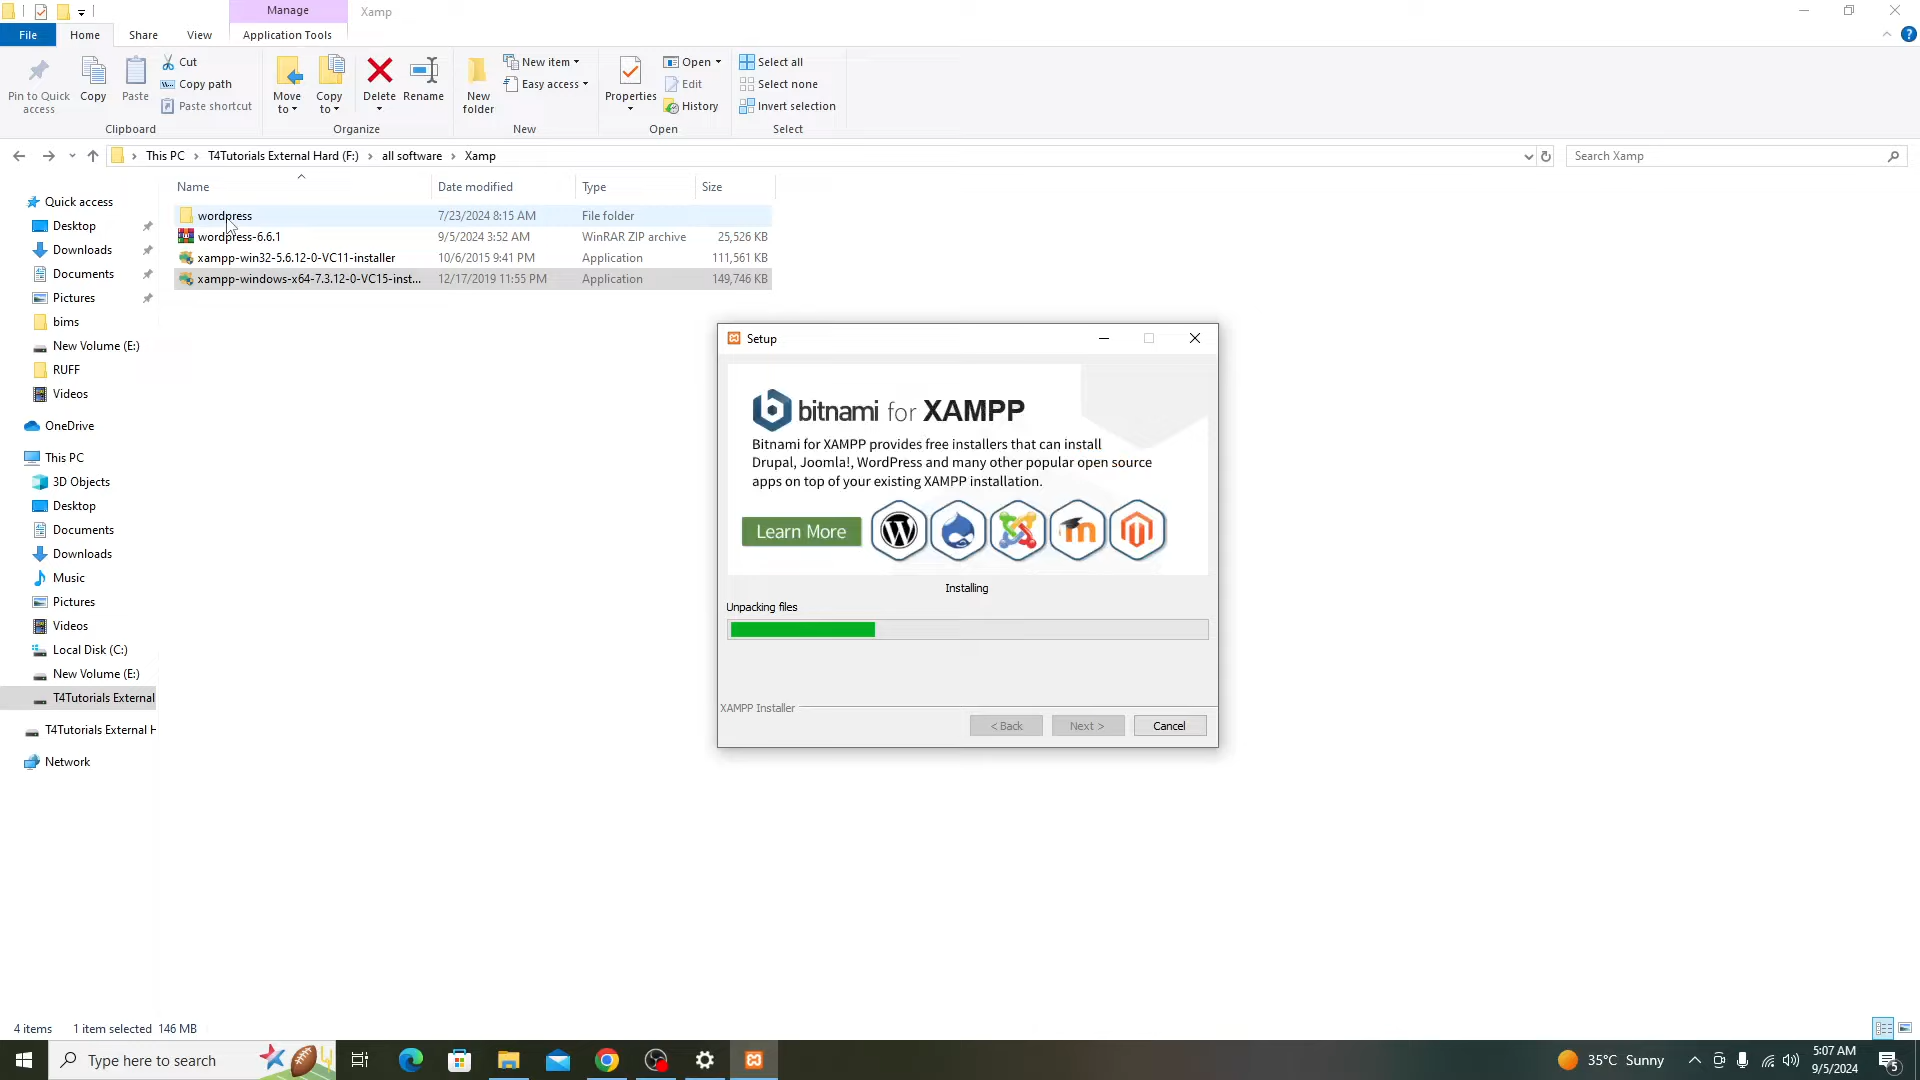 Manage
Xamp
File
Home
Share
View
Application Tools
Pin to Quick
access
Copy
Paste
Cut
Copy path
Paste shortcut
Clipboard
Move
to
Copy
to
Delete
Rename
Organize
New
folder
New item
Easy access
New
Properties
Open
Edit
History
Open
Select all
Select none
Invert selection
Select
This PC
T4Tutorials External Hard (F:)
all software
Xamp
Search Xamp
Name
Date modified
Type
Size
wordpress
7/23/2024 8:15 AM
File folder
wordpress-6.6.1
9/5/2024 3:52 AM
WinRAR ZIP archive
25,526 KB
xampp-win32-5.6.12-0-VC11-installer
10/6/2015 9:41 PM
Application
111,561 KB
xampp-windows-x64-7.3.12-0-VC15-inst...
12/17/2019 11:55 PM
Application
149,746 KB
Quick access
Desktop
Downloads
Documents
Pictures
bims
New Volume (E:)
RUFF
Videos
OneDrive
This PC
3D Objects
Desktop
Documents
Downloads
Music
Pictures
Videos
Local Disk (C:)
New Volume (E:)
T4Tutorials External
T4Tutorials External H
Network
Setup
bitnami for XAMPP
Bitnami for XAMPP provides free installers that can install
Drupal, Joomla!, WordPress and many other popular open source
apps on top of your existing XAMPP installation.
Learn More
Installing
Unpacking files
XAMPP Installer
< Back
Next >
Cancel
4 items
1 item selected
146 MB
Type here to search
35°C Sunny
5:07 AM
9/5/2024
5